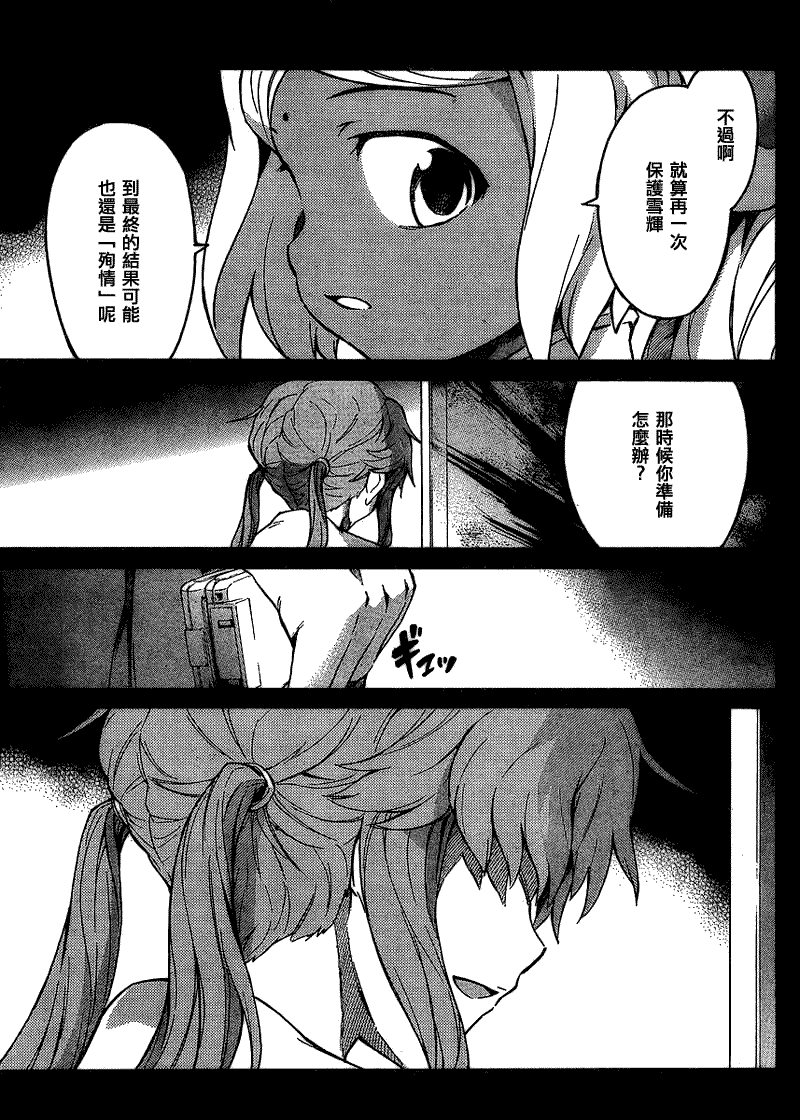 不過啊
就算再一次
保護雪輝
到最終的結果可能
也還是「殉情」呢
那時候你準備
怎麼辦？
ギュッ